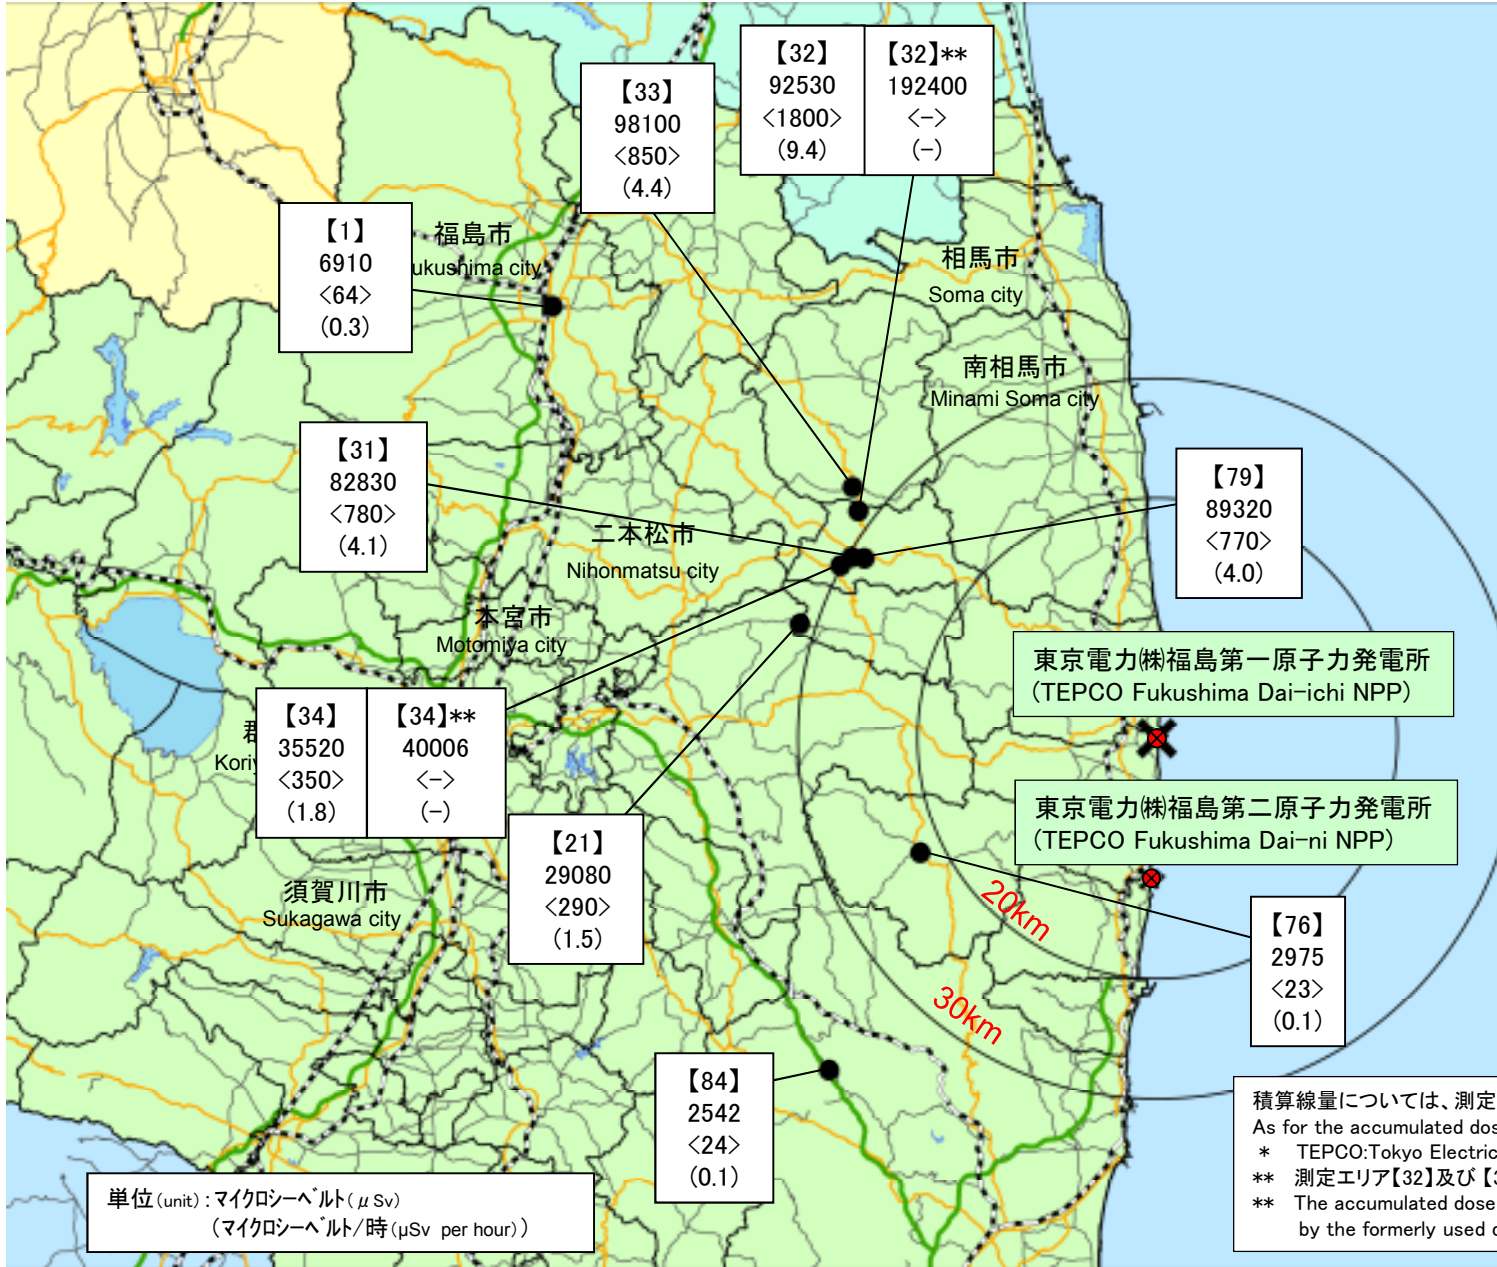 【32】
92530
<1800>
(9.4)
【32】**
192400
<->
(-)
【33】
98100
<850>
(4.4)
【1】
6910
<64>
(0.3)
福島市
ukushima city
相馬市
Soma city
南相馬市
Minami Soma city
【31】
82830
<780>
(4.1)
【79】
89320
<770>
(4.0)
二本松市
Nihonmatsu city
本宮市
Motomiya city
東京電力㈱福島第一原子力発電所
(TEPCO Fukushima Dai-ichi NPP)
【34】
35520
<350>
(1.8)
【34】**
40006
<->
(-)
東京電力㈱福島第二原子力発電所
(TEPCO Fukushima Dai-ni NPP)
【21】
29080
<290>
(1.5)
須賀川市
Sukagawa city
20km
30km
【76】
2975
<23>
(0.1)
【84】
2542
<24>
(0.1)
積算線量については、測定
As for the accumulated dos
* TEPCO:Tokyo Electric
** 測定エリア【32】及び【3
** The accumulated dose
by the formerly used d
単位(unit):マイクロシーベルト(μSv)
(マイクロシーベルト/時(μSv per hour))